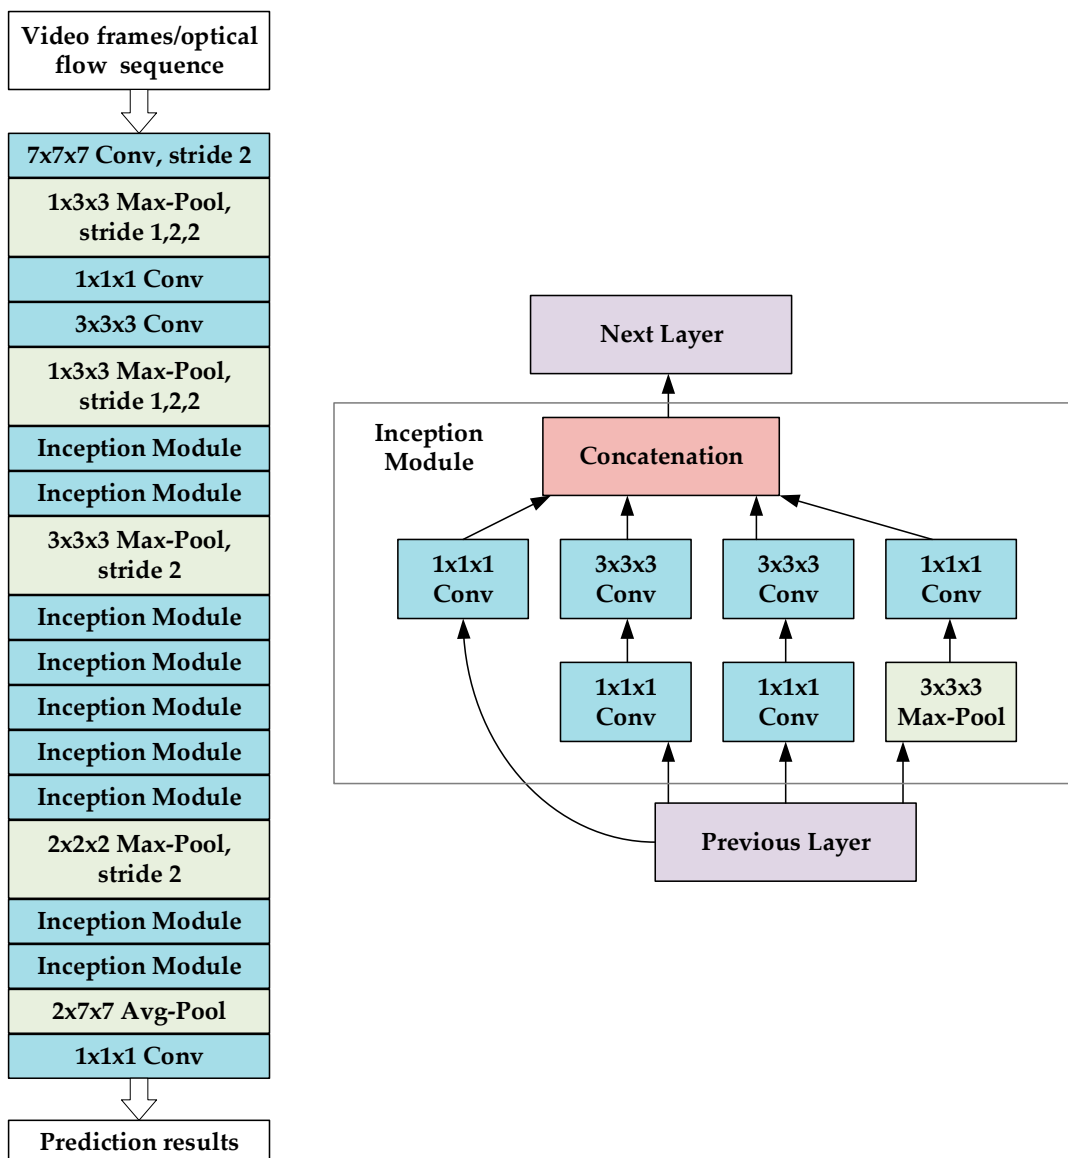 Video frames/optical
flow sequence
7x7x7 Conv, stride 2
1x3x3 Max-Pool,
stride 1,2,2
1x1x1 Conv
3x3x3 Conv
1x3x3 Max-Pool,
stride 1,2,2
Inception Module
Inception Module
3x3x3 Max-Pool,
stride 2
Inception Module
Inception Module
Inception Module
Inception Module
Inception Module
2x2x2 Max-Pool,
stride 2
Inception Module
Inception Module
2x7x7 Avg-Pool
1x1x1 Conv
Prediction results
Next Layer
Inception
Module
Concatenation
1x1x1
Conv
3x3x3
Conv
3x3x3
Conv
1x1x1
Conv
1x1x1
Conv
1x1x1
Conv
3x3x3
Max-Pool
Previous Layer